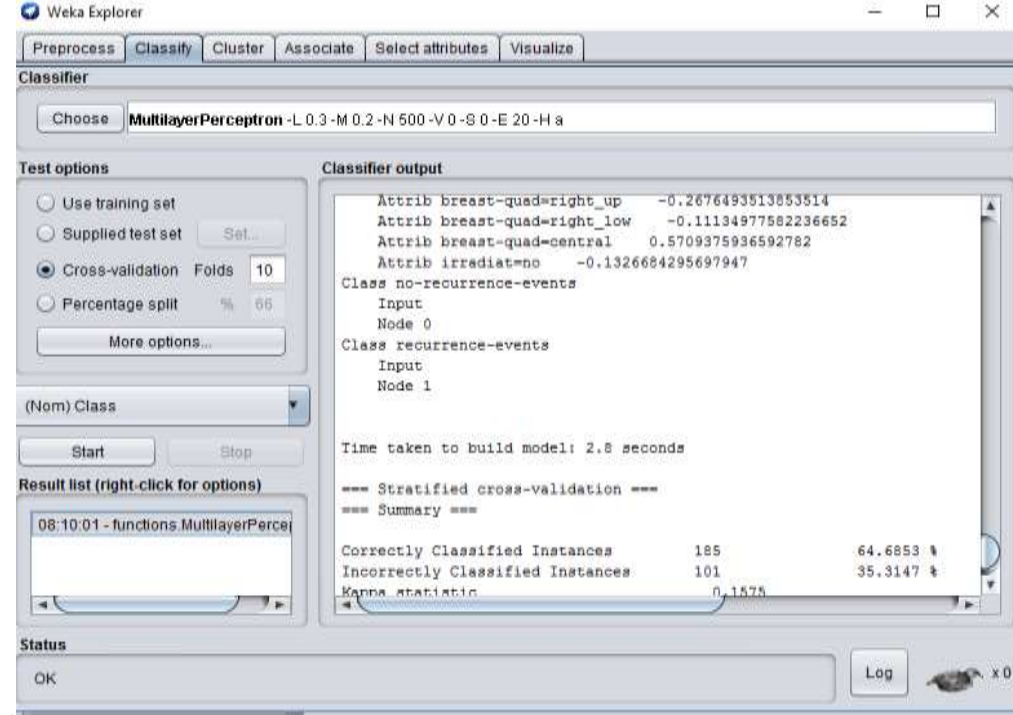 Weka Explorer
Preprocess Classify Cluster Associate Select attributes Visualize
Classifier
Choose MultilayerPerceptron -L 0.3 -M 0.2 -N 500 -V 0 -S 0 -E 20 -H a
Test options
Use training set
Supplied test set Set...
Cross-validation Folds 10
Percentage split % 66
More options...
(Nom) Class
Start Stop
Result list (right-click for options)
08:10:01 - functions.MultilayerPercep
Classifier output
Attrib breast-quad=right_up -0.2676493513853514
Attrib breast-quad=right_low -0.11134977582236652
Attrib breast-quad=central 0.5709375936592782
Attrib irradiat=no -0.1326684295697947
Class no-recurrence-events
Input
Node 0
Class recurrence-events
Input
Node 1
Time taken to build model: 2.8 seconds
=== Stratified cross-validation ===
=== Summary ===
Correctly Classified Instances 185 64.6853 %
Incorrectly Classified Instances 101 35.3147 %
Kappa statistic 0.1575
Status
OK
Log
x 0